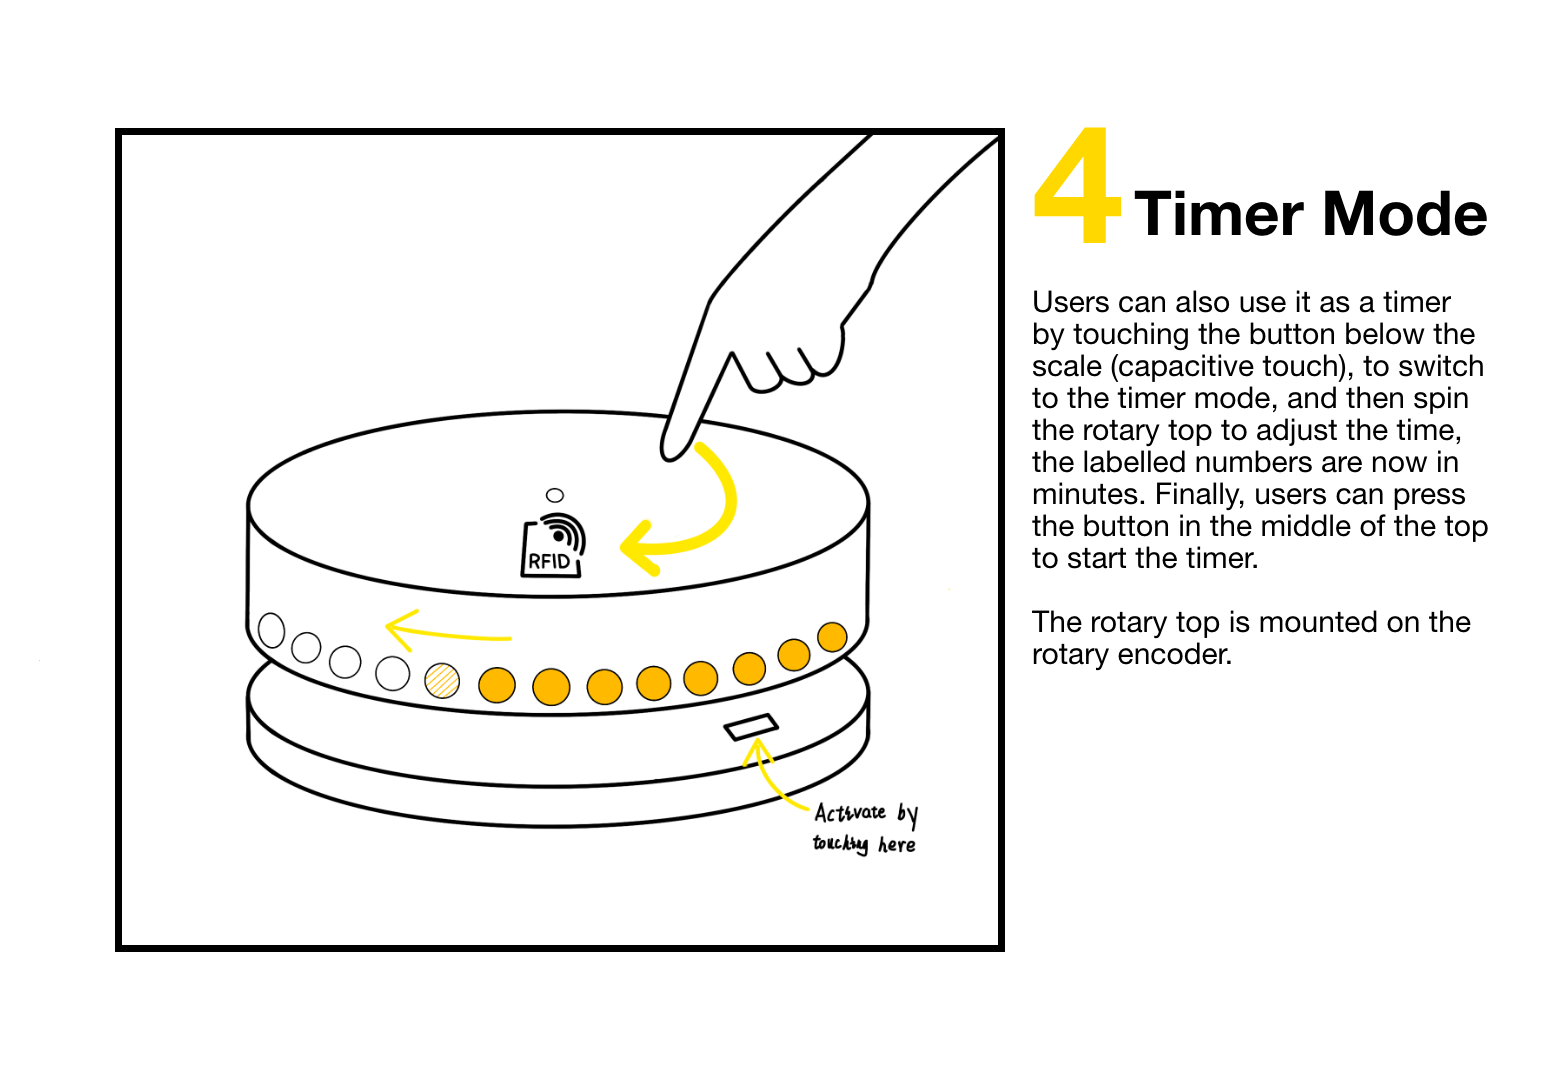 4 Timer Mode
Users can also use it as a timer
by touching the button below the
scale (capacitive touch), to switch
to the timer mode, and then spin
the rotary top to adjust the time,
the labelled numbers are now in
minutes. Finally, users can press
the button in the middle of the top
to start the timer.
The rotary top is mounted on the
rotary encoder.
RFID
Activate by
touching here